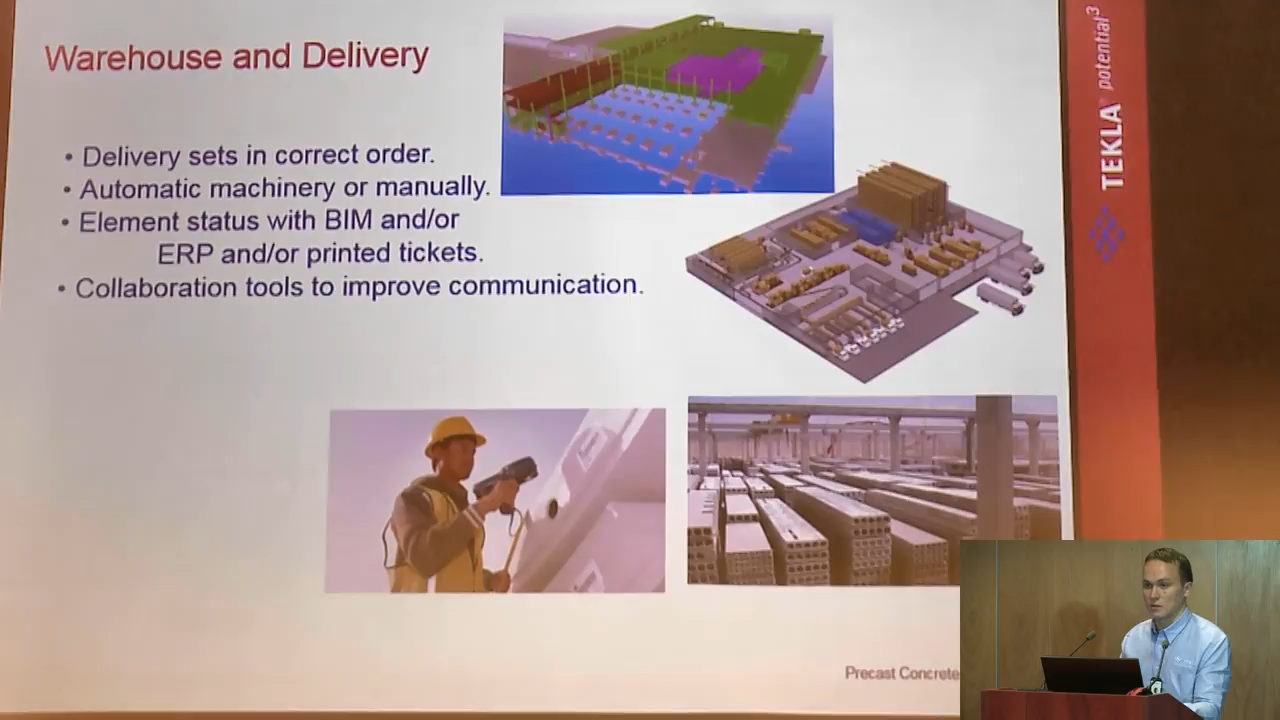 Warehouse and Delivery
• Delivery sets in correct order.
• Automatic machinery or manually.
• Element status with BIM and/or
ERP and/or printed tickets.
• Collaboration tools to improve communication.
TEKLA potential³
Precast Concrete